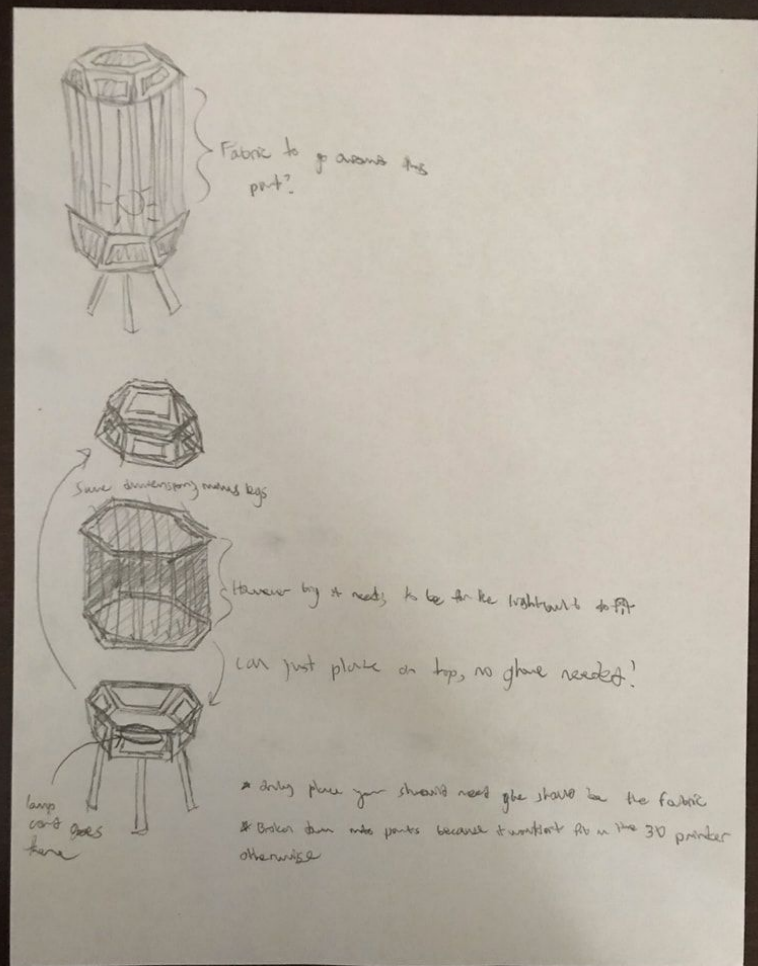 Fabric to go around this
part?
Same dimensions minus legs
However big it needs to be for the lightbulb to fit
Can just place on top, no glue needed!
lamp
cord goes
here
* Only place you should need glue should be the fabric
* Broken down into parts because it wouldn't fit in the 3D printer
otherwise